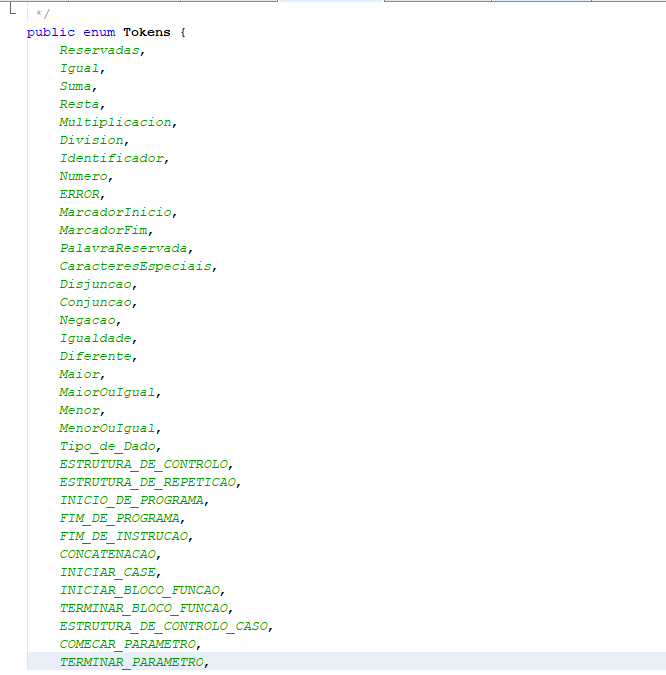 */
public enum Tokens {
Reservadas,
Igual,
Suma,
Resta,
Multiplicacion,
Division,
Identificador,
Numero,
ERROR,
MarcadorInicio,
MarcadorFim,
PalavraReservada,
CaracteresEspeciais,
Disjuncao,
Conjuncao,
Negacao,
Igualdade,
Diferente,
Maior,
MaiorOuIgual,
Menor,
MenorOuIgual,
Tipo_de_Dado,
ESTRUTURA_DE_CONTROLO,
ESTRUTURA_DE_REPETICAO,
INICIO_DE_PROGRAMA,
FIM_DE_PROGRAMA,
FIM_DE_INSTRUCAO,
CONCATENACAO,
INICIAR_CASE,
INICIAR_BLOCO_FUNCAO,
TERMINAR_BLOCO_FUNCAO,
ESTRUTURA_DE_CONTROLO_CASO,
COMECAR_PARAMETRO,
TERMINAR_PARAMETRO,